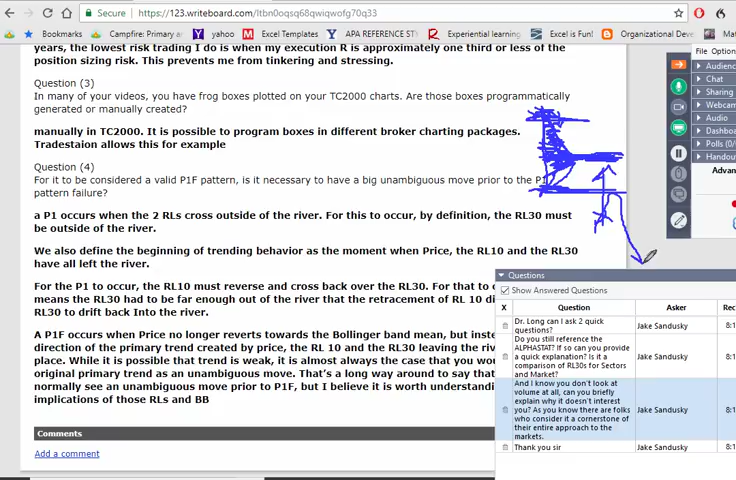 Secure
https://123.writeboard.com/ltbn0oqsq68qwiqwofg70q33
Apps
Bookmarks
Campfire: Primary a
yahoo
Excel Templates
APA REFERENCE ST
Experiential learning
Excel is Fun!
Organizational Deve
years, the lowest risk trading I do is when my execution R is approximately one third or less of the
position sizing risk. This prevents me from tinkering and stressing.
Question (3)
In many of your videos, you have frog boxes plotted on your TC2000 charts. Are those boxes programmatically
generated or manually created?
manually in TC2000. It is possible to program boxes in different broker charting packages.
Tradestaion allows this for example
Question (4)
For it to be considered a valid P1F pattern, is it necessary to have a big unambiguous move prior to the P1
pattern failure?
a P1 occurs when the 2 RLs cross outside of the river. For this to occur, by definition, the RL30 must
be outside of the river.
We also define the beginning of trending behavior as the moment when Price, the RL10 and the RL30
have all left the river.
For the P1 to occur, the RL10 must reverse and cross back over the RL30. For that to
means the RL30 had to be far enough out of the river that the retracement of RL 10 di
RL30 to drift back Into the river.
A P1F occurs when Price no longer reverts towards the Bollinger band mean, but inste
direction of the primary trend created by price, the RL 10 and the RL30 leaving the riv
place. While it is possible that trend is weak, it is almost always the case that you wo
original primary trend as an unambiguous move. That's a long way around to say that
normally see an unambiguous move prior to P1F, but I believe it is worth understandi
implications of those RLs and BB
Comments
Add a comment
File Options
Audienc
Chat
Sharing
Webcam
Audio
Dashbo
Polls (0/
Handou
Advan
Questions
Show Answered Questions
X Question Asker Rec
Dr. Long can I ask 2 quick
questions?
Jake Sandusky 8:1
Do you still reference the
ALPHASTAT? If so can you provide
a quick explanation? Is it a
comparison of RL30s for Sectors
and Market?
Jake Sandusky 8:1
And I know you don't look at
volume at all, can you briefly
explain why it doesn't interest
you? As you know there are folks
who consider it a cornerstone of
their entire approach to the
markets.
Jake Sandusky 8:1
Thank you sir Jake Sandusky 8:1